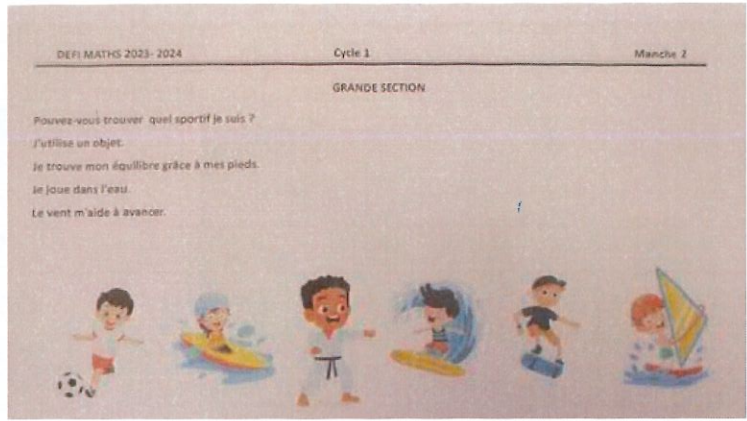 DEFI MATHS 2023- 2024 Cycle 1 Manche 2
GRANDE SECTION
Pouvez-vous trouver quel sportif je suis ?
J'utilise un objet.
Je trouve mon équilibre grâce à mes pieds.
Je joue dans l'eau.
Le vent m'aide à avancer.